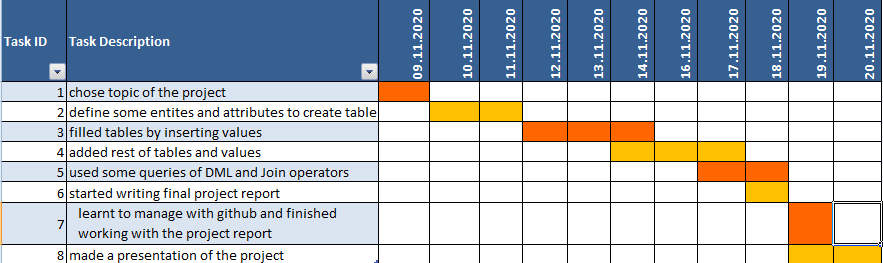 Task ID Task Description 09.11.2020 10.11.2020 11.11.2020 12.11.2020 13.11.2020 14.11.2020 16.11.2020 17.11.2020 18.11.2020 19.11.2020 20.11.2020
1 chose topic of the project
2 define some entites and attributes to create table
3 filled tables by inserting values
4 added rest of tables and values
5 used some queries of DML and Join operators
6 started writing final project report
7 learnt to manage with github and finished
working with the project report
8 made a presentation of the project